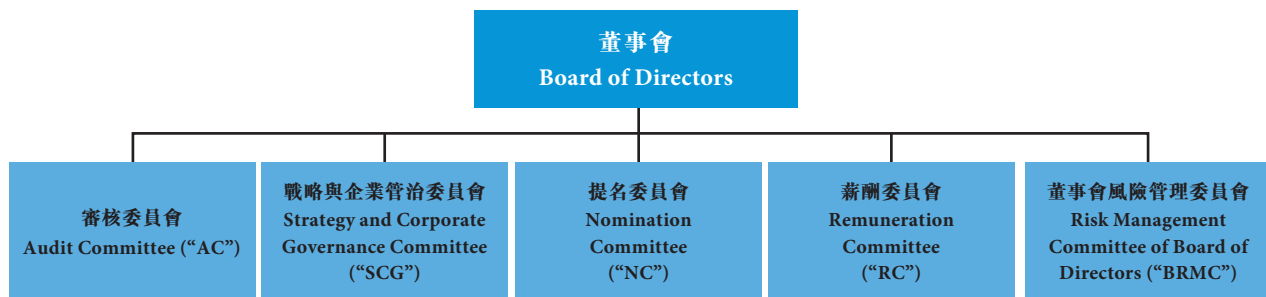 董事會
Board of Directors
審核委員會
Audit Committee (“AC”)
戰略與企業管治委員會
Strategy and Corporate
Governance Committee
(“SCG”)
提名委員會
Nomination
Committee
(“NC”)
薪酬委員會
Remuneration
Committee
(“RC”)
董事會風險管理委員會
Risk Management
Committee of Board of
Directors (“BRMC”)